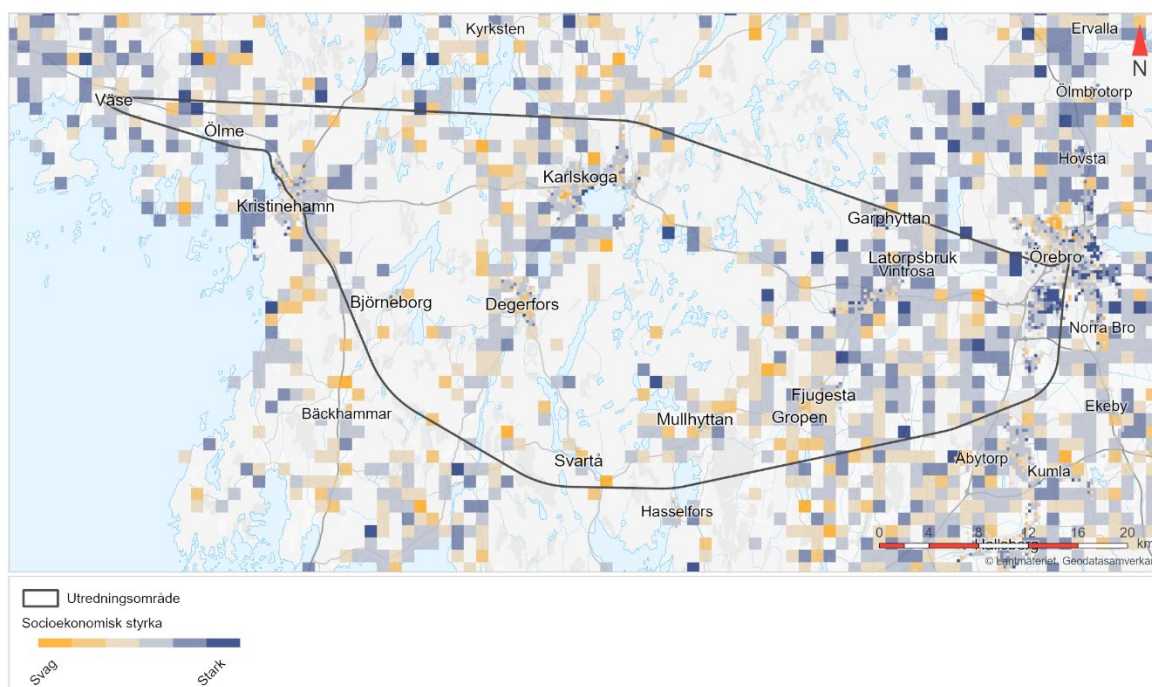 Kyrksten
Ervalla
N
Väse
Ölmbrotorp
Ölme
Hovsta
Karlskoga
Kristinehamn
Garphyttan
Latorpsbruk
Örebro
Vintrosa
Björneborg
Degerfors
Norra Bro
Fjugesta
Bäckhammar
Mullhyttan
Gropen
Ekeby
Svartå
Åbytorp
Kumla
Hasselfors
0 4 8 12 16 20
km
Hallsberg
© Lantmäteriet, Geodatasamverkan
Utredningsområde
Socioekonomisk styrka
Svag
Stark